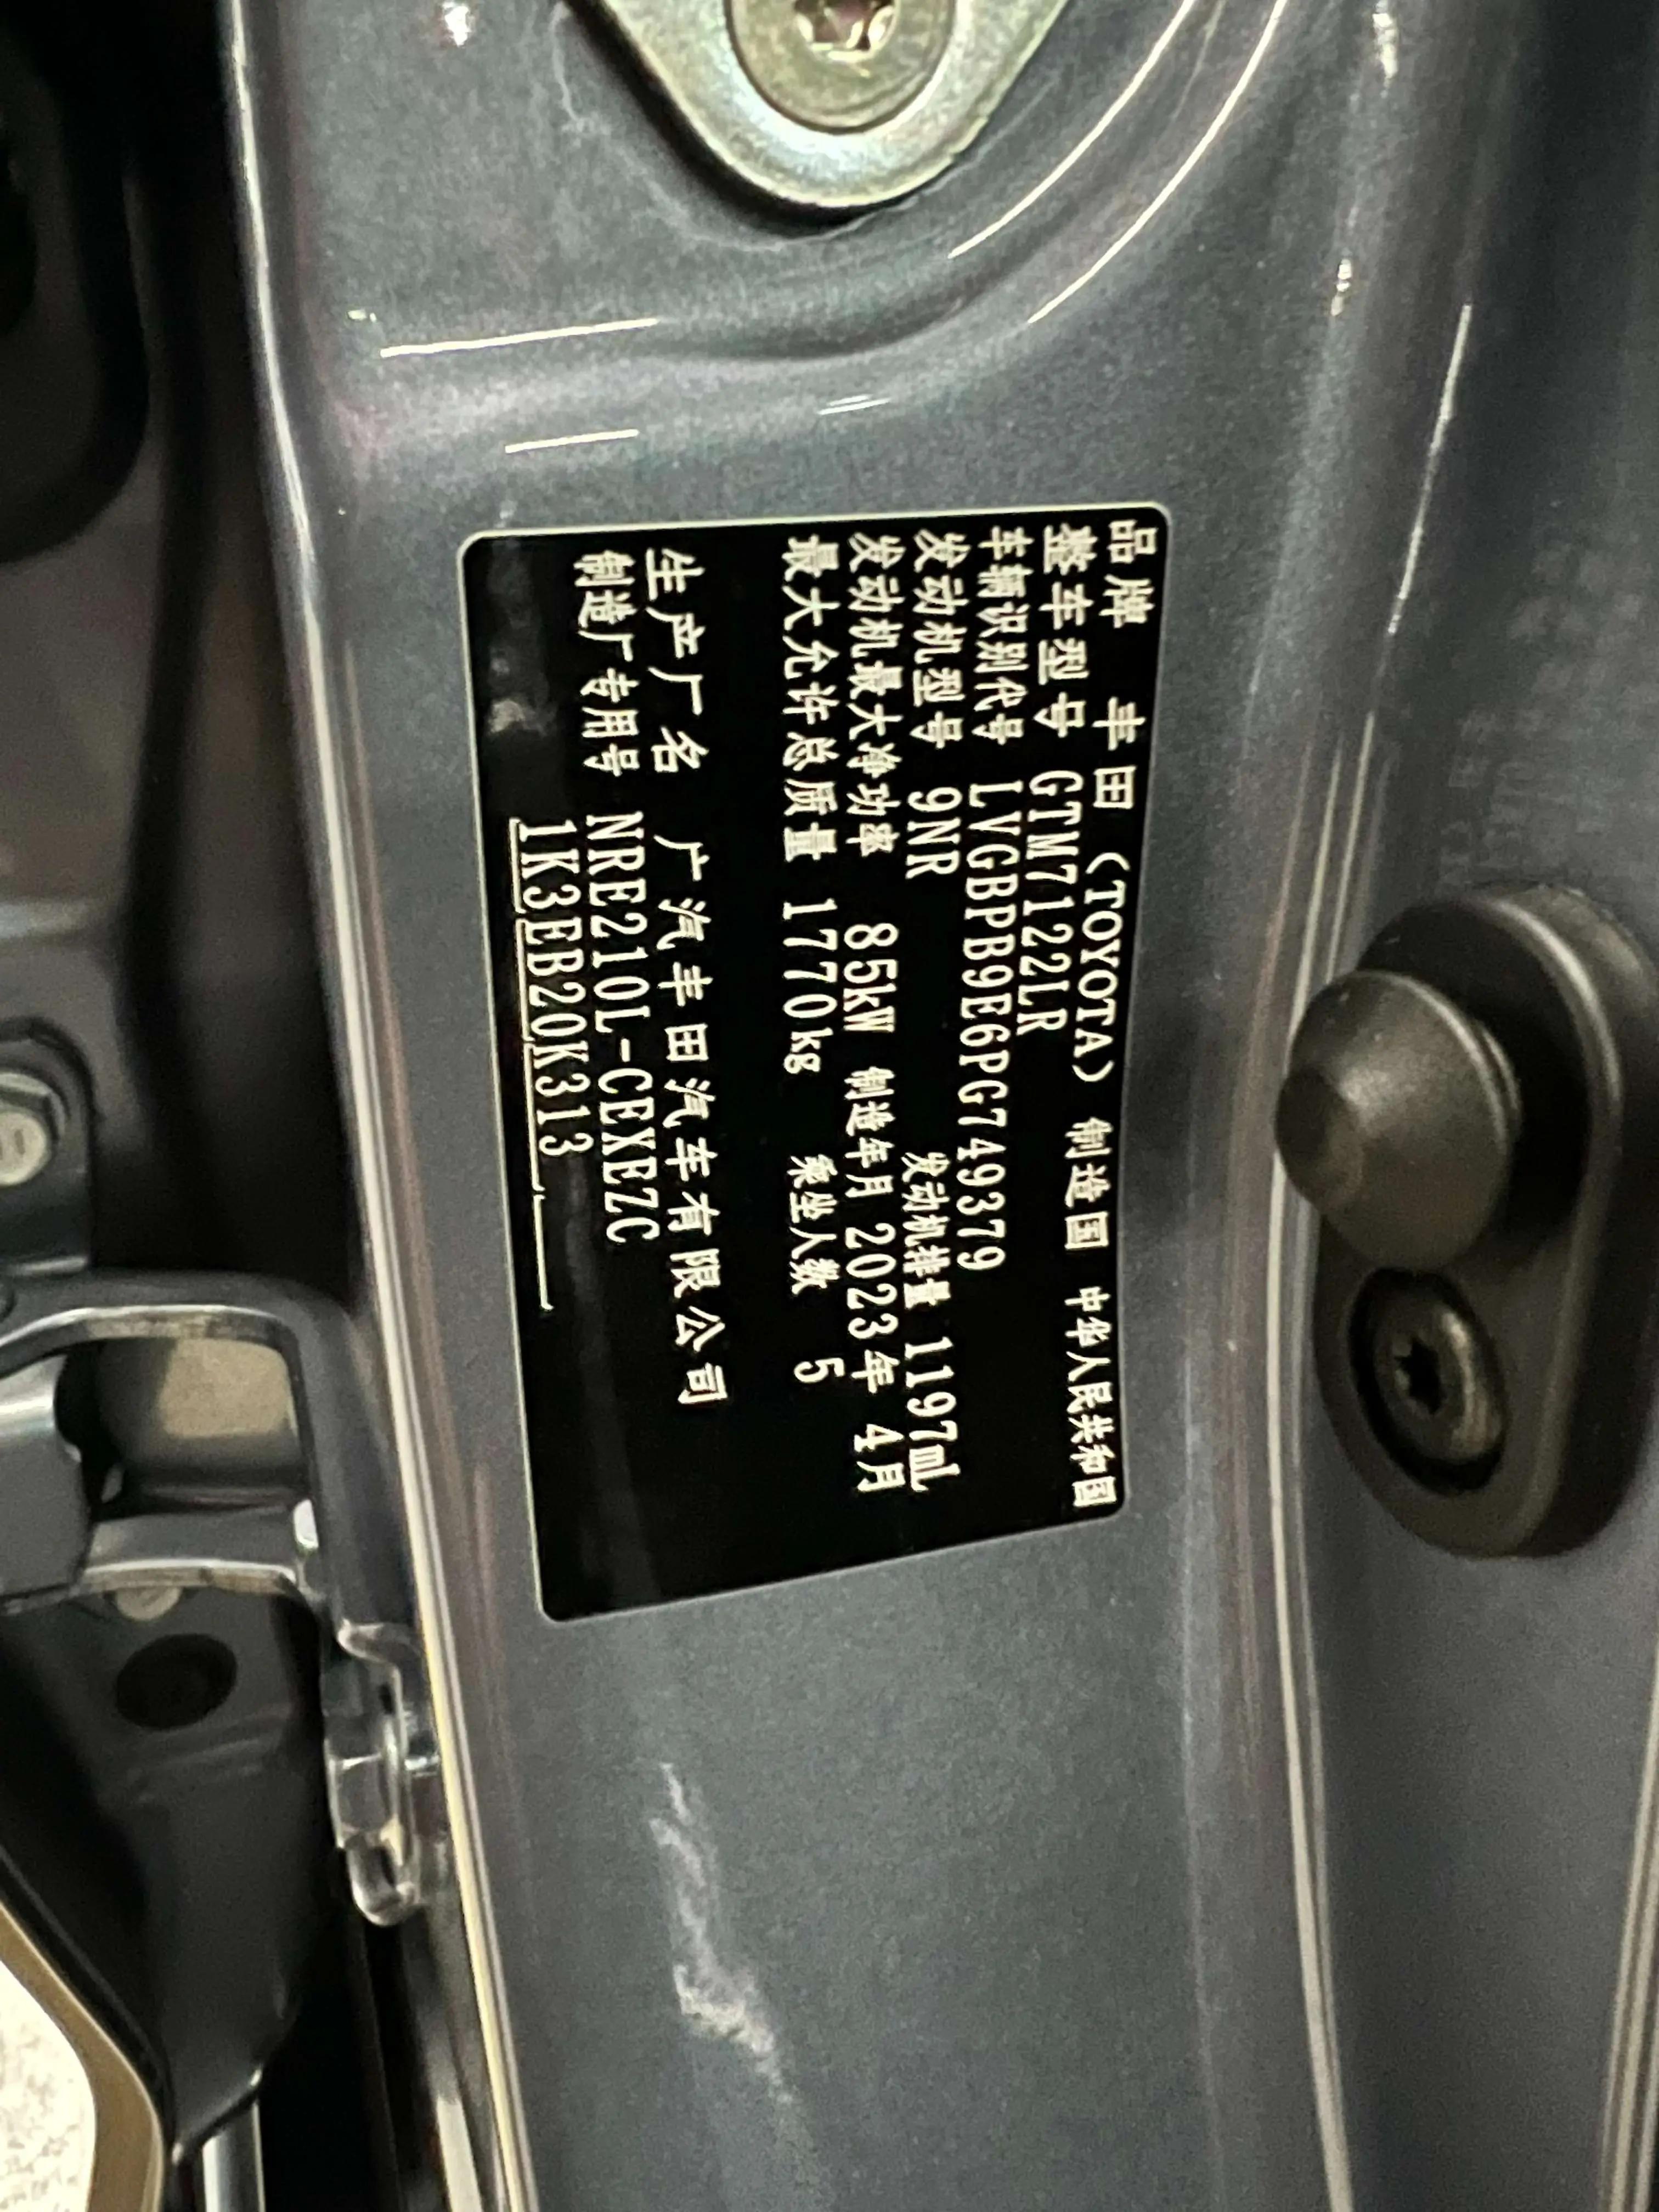 品牌 丰田 (TOYOTA) 制造国 中华人民共和国
整车型号 GTM7122LR
车辆识别代号 LVGBPB9E6PG749379
发动机型号 9NR 发动机排量 1197mL
发动机最大净功率 85kW 制造年月 2023年 4月
最大允许总质量 1770kg 乘坐人数 5
生产厂名 广汽丰田汽车有限公司
制造厂专用号 NRE210L-CEXEZC
1K3EB20K313